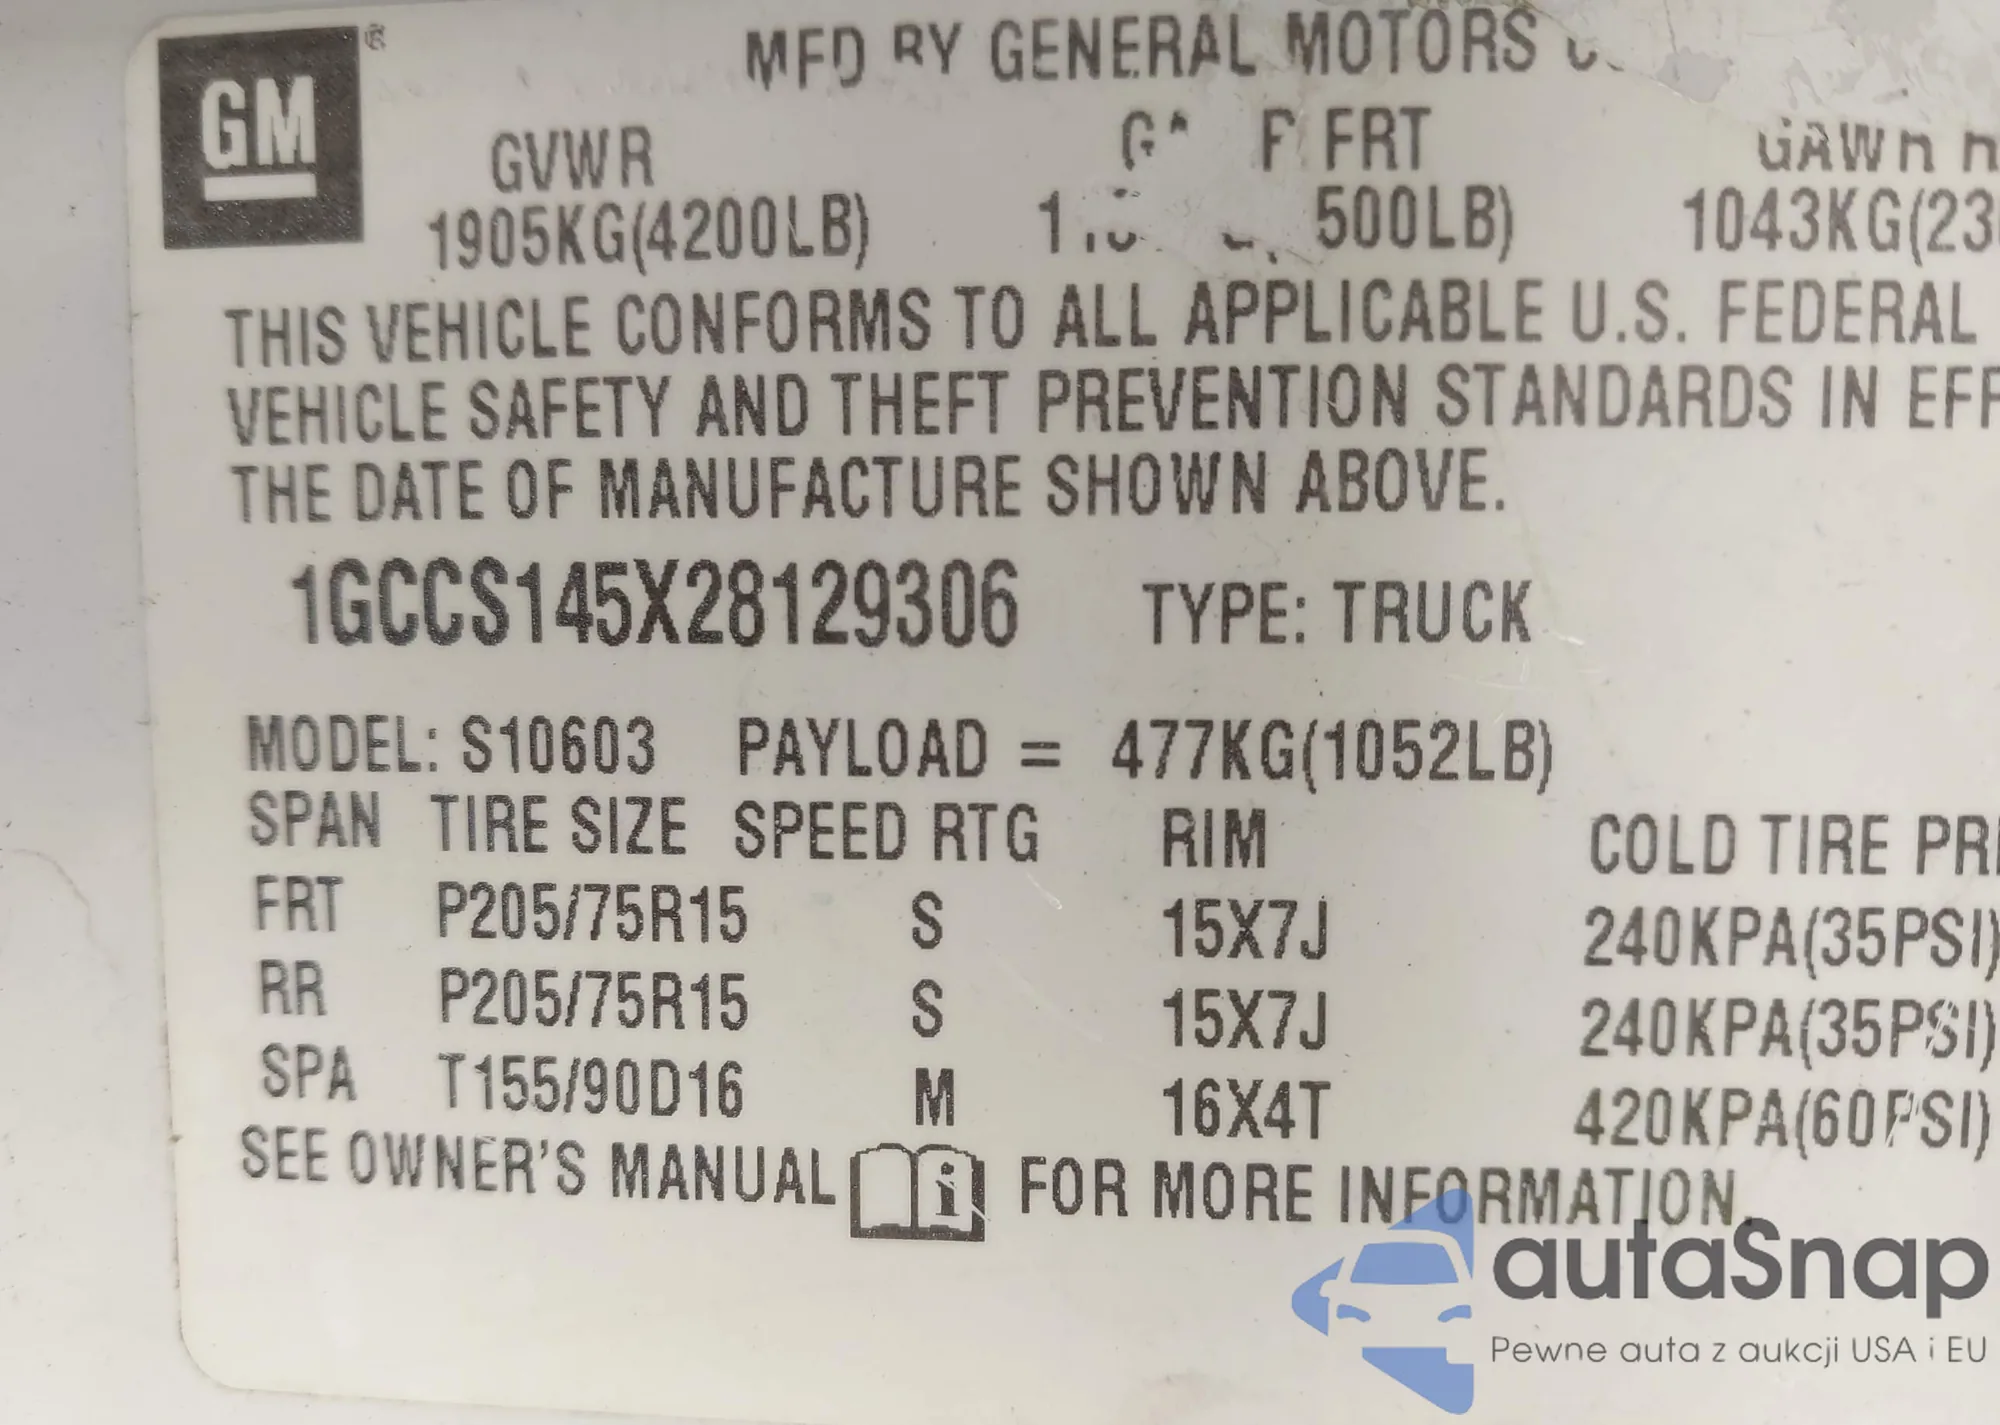 GM
MFD BY GENERAL MOTORS
GVWR FRT GAWR
1905KG(4200LB) 500LB) 1043KG(23
THIS VEHICLE CONFORMS TO ALL APPLICABLE U.S. FEDERAL
VEHICLE SAFETY AND THEFT PREVENTION STANDARDS IN EFF
THE DATE OF MANUFACTURE SHOWN ABOVE.
1GCCS145X28129306 TYPE: TRUCK
MODEL: S10603 PAYLOAD = 477KG(1052LB)
SPAN TIRE SIZE SPEED RTG RIM COLD TIRE PR
FRT P205/75R15 S 15X7J 240KPA(35PSI)
RR P205/75R15 S 15X7J 240KPA(35PSI)
SPA T155/90D16 M 16X4T 420KPA(60PSI)
SEE OWNER'S MANUAL i FOR MORE INFORMATION.
autaSnap
Pewne auta z aukcji USA i EU